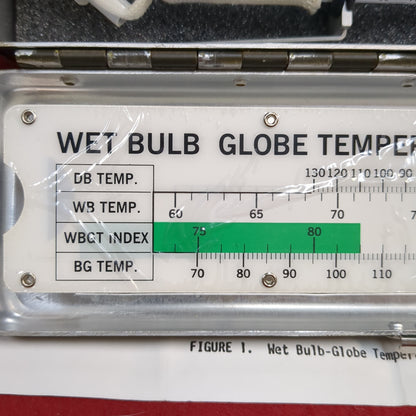 WET BULB GLOBE TEMPER
DB TEMP. 130 120 110 100 90
WB TEMP. 60 65 70
WBGT INDEX 75 80
BG TEMP. 70 80 90 100 110
FIGURE 1. Wet Bulb-Globe Temper